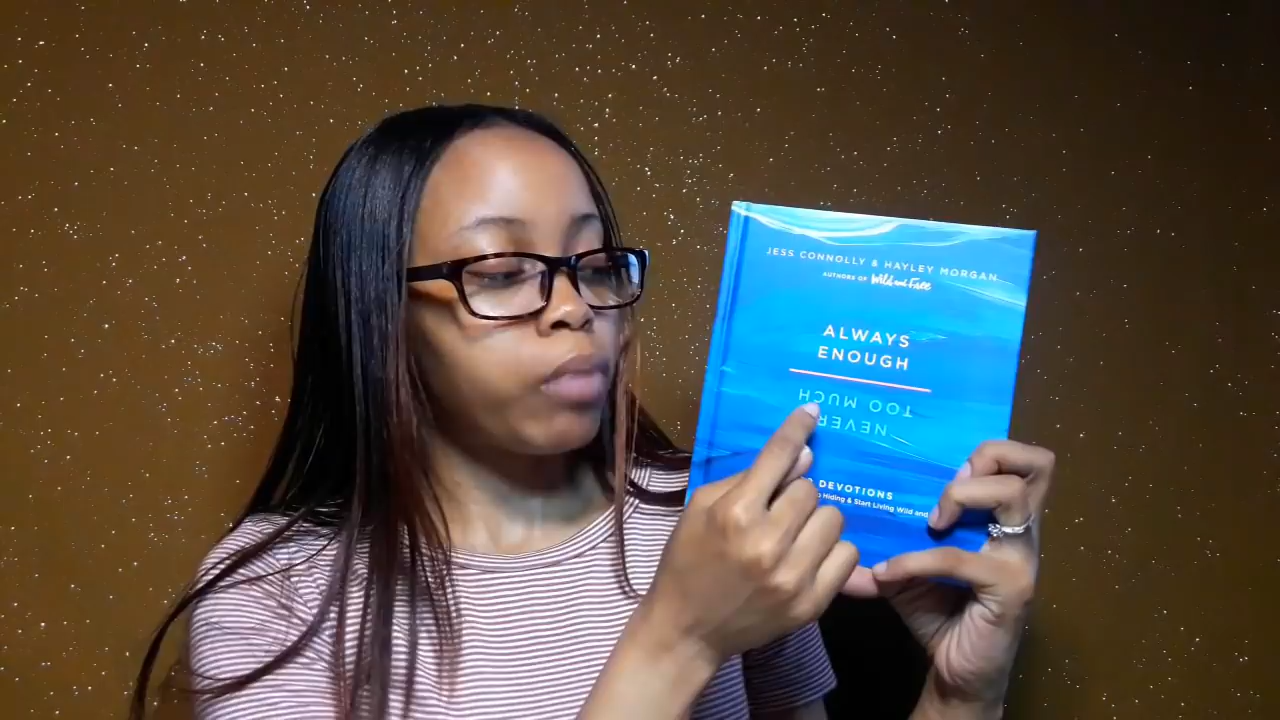 JESS CONNOLLY & HAYLEY MORGAN
AUTHORS OF Wild and Free
ALWAYS
ENOUGH
TOO MUCH
NEVER
DEVOTIONS
Hiding & Start Living Wild and